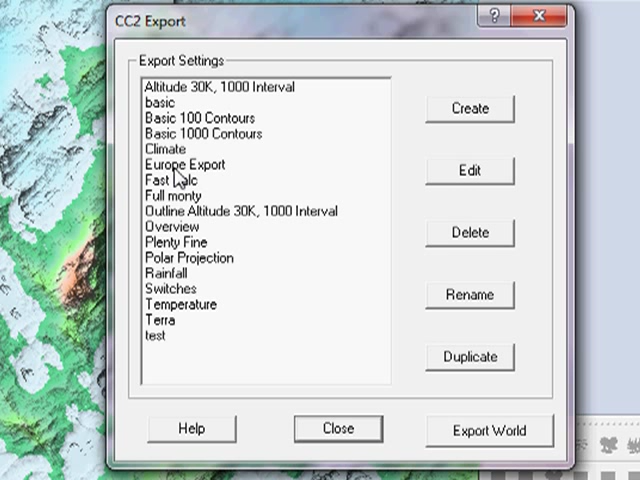 CC2 Export
?
Export Settings
Altitude 30K, 1000 Interval
basic
Basic 100 Contours
Basic 1000 Contours
Climate
Europe Export
Fast
Full monty
Outline Altitude 30K, 1000 Interval
Overview
Plenty Fine
Polar Projection
Rainfall
Switches
Temperature
Terra
test
Create
Edit
Delete
Rename
Duplicate
Help
Close
Export World